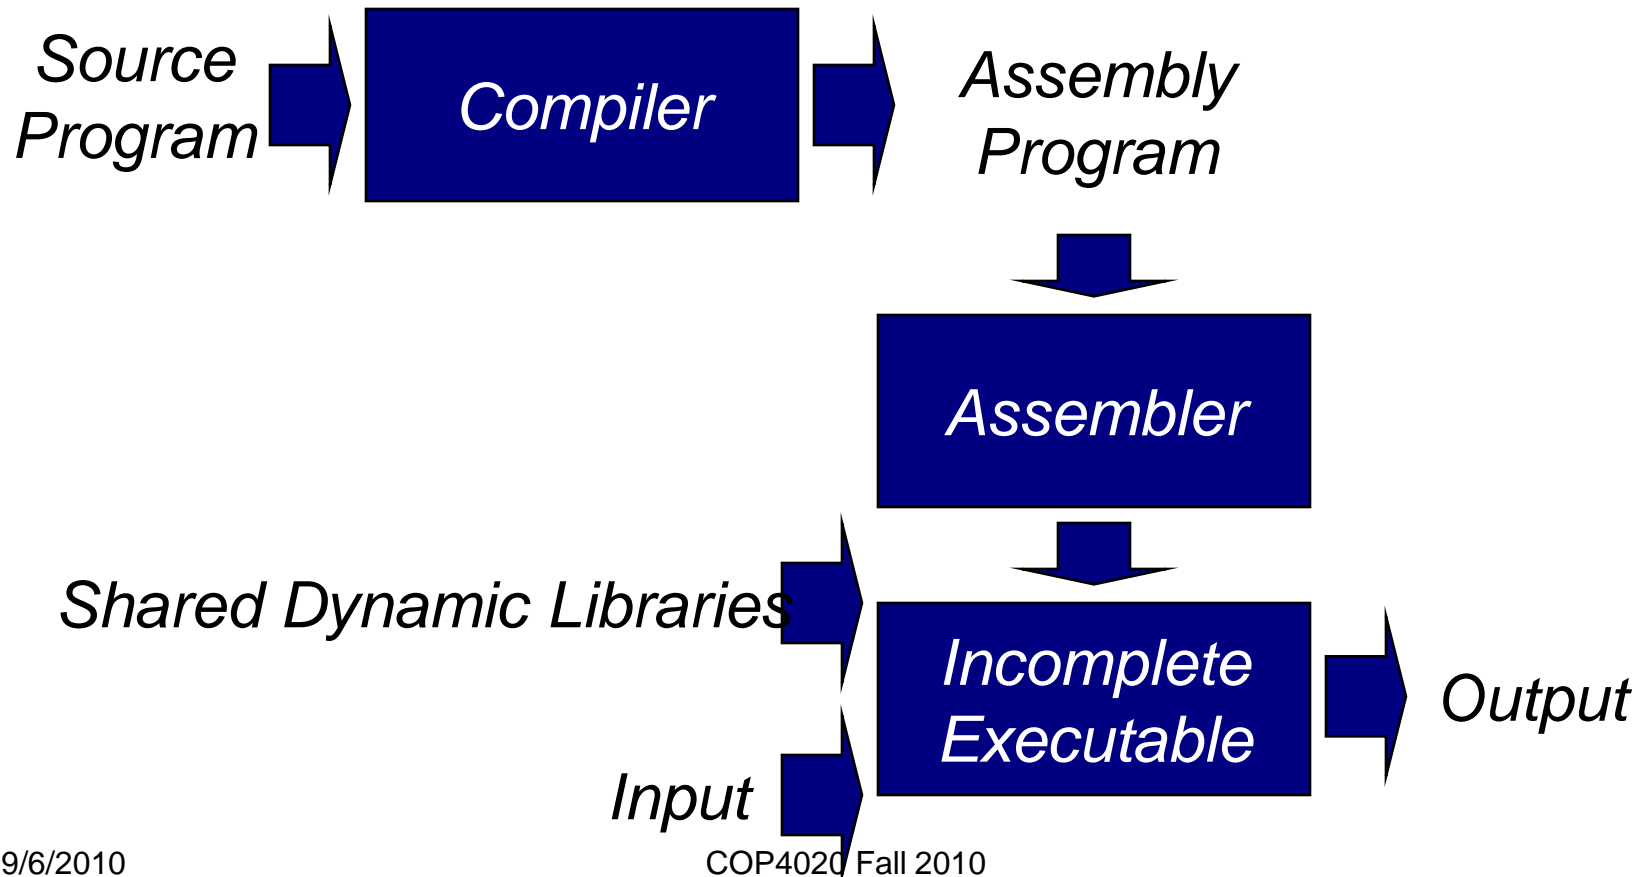 Source
Program
Compiler
Assembly
Program
Assembler
Shared Dynamic Libraries
Incomplete
Executable
Output
Input
9/6/2010
COP4020 Fall 2010